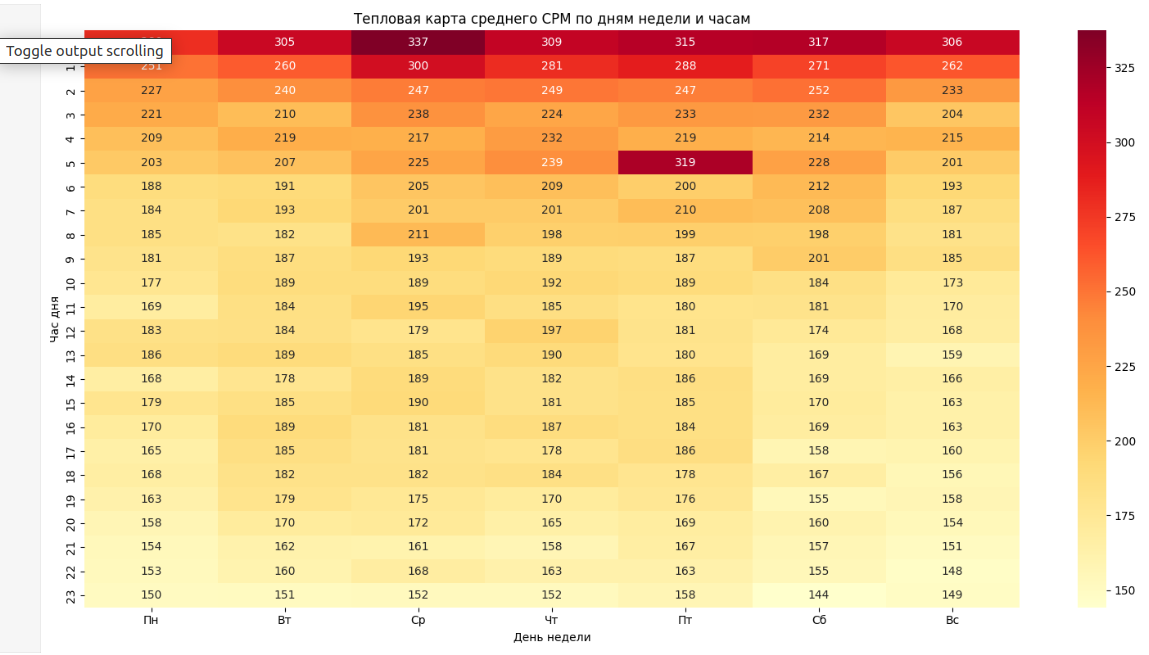 Тепловая карта среднего CPM по дням недели и часам
Toggle output scrolling
305 337 309 315 317 306
1 251 260 300 281 288 271 262
2 227 240 247 249 247 252 233
3 221 210 238 224 233 232 204
4 209 219 217 232 219 214 215
5 203 207 225 239 319 228 201
6 188 191 205 209 200 212 193
7 184 193 201 201 210 208 187
8 185 182 211 198 199 198 181
9 181 187 193 189 187 201 185
10 177 189 189 192 189 184 173
11 169 184 195 185 180 181 170
12 183 184 179 197 181 174 168
13 186 189 185 190 180 169 159
14 168 178 189 182 186 169 166
15 179 185 190 181 185 170 163
16 170 189 181 187 184 169 163
17 165 185 181 178 186 158 160
18 168 182 182 184 178 167 156
19 163 179 175 170 176 155 158
20 158 170 172 165 169 160 154
21 154 162 161 158 167 157 151
22 153 160 168 163 163 155 148
23 150 151 152 152 158 144 149
Пн Вт Ср Чт Пт Сб Вс
День недели
Час дня
325
300
275
250
225
200
175
150